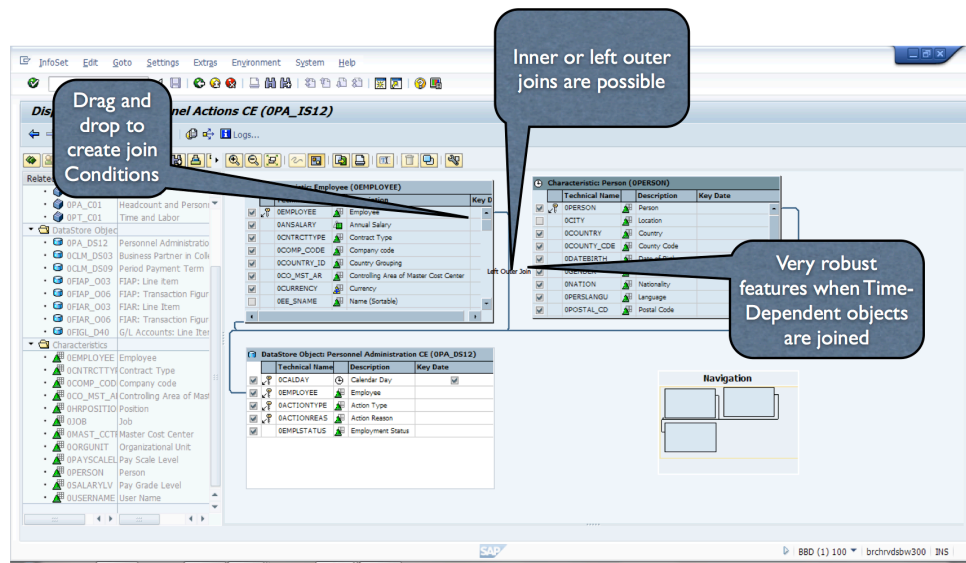 Inner or left outer
joins are possible
InfoSet Edit Goto Settings Extras Environment System Help
Drag and
drop to
create join
Conditions
nel Actions CE (0PA_IS12)
Logs...
0PA_C01 Headcount and Personn
0PT_C01 Time and Labor
DataStore Objec
0PA_DS12 Personnel Administratio
0CLM_DS03 Business Partner in Colle
0CLM_DS09 Period Payment Term
0FIAP_O03 FIAP: Line Item
0FIAP_O06 FIAP: Transaction Figur
0FIAR_O03 FIAR: Line Item
0FIAR_O06 FIAR: Transaction Figur
0FIGL_D40 G/L Accounts: Line Iter
Characteristics
0EMPLOYEE Employee
0CNTRCTTYI Contract Type
0COMP_COD Company code
0CO_MST_AI Controlling Area of Mast
0HRPOSITIO Position
0JOB Job
0MAST_CCTI Master Cost Center
0ORGUNIT Organizational Unit
0PAYSCALEL Pay Scale Level
0PERSON Person
0SALARYLV Pay Grade Level
0USERNAME User Name
Employee (0EMPLOYEE)
Key D
0EMPLOYEE Employee
0ANSALARY Annual Salary
0CNTRCTTYPE Contract Type
0COMP_CODE Company code
0COUNTRY_ID Country Grouping
0CO_MST_AR Controlling Area of Master Cost Center
0CURRENCY Currency
0EE_SNAME Name (Sortable)
Left Outer Join
Characteristic: Person (0PERSON)
Technical Name Description Key Date
0PERSON Person
0CITY Location
0COUNTRY Country
0COUNTY_CDE County Code
0DATEBIRTH
0GENDER
0NATION Nationality
0PERSLANGU Language
0POSTAL_CD Postal Code
Very robust
features when Time-
Dependent objects
are joined
DataStore Object: Personnel Administration CE (0PA_DS12)
Technical Name Description Key Date
0CALDAY Calender Day
0EMPLOYEE Employee
0ACTIONTYPE Action Type
0ACTIONREAS Action Reason
0EMPLSTATUS Employment Status
Navigation
SAP
BBD (1) 100 brchrvdsbw300 INS